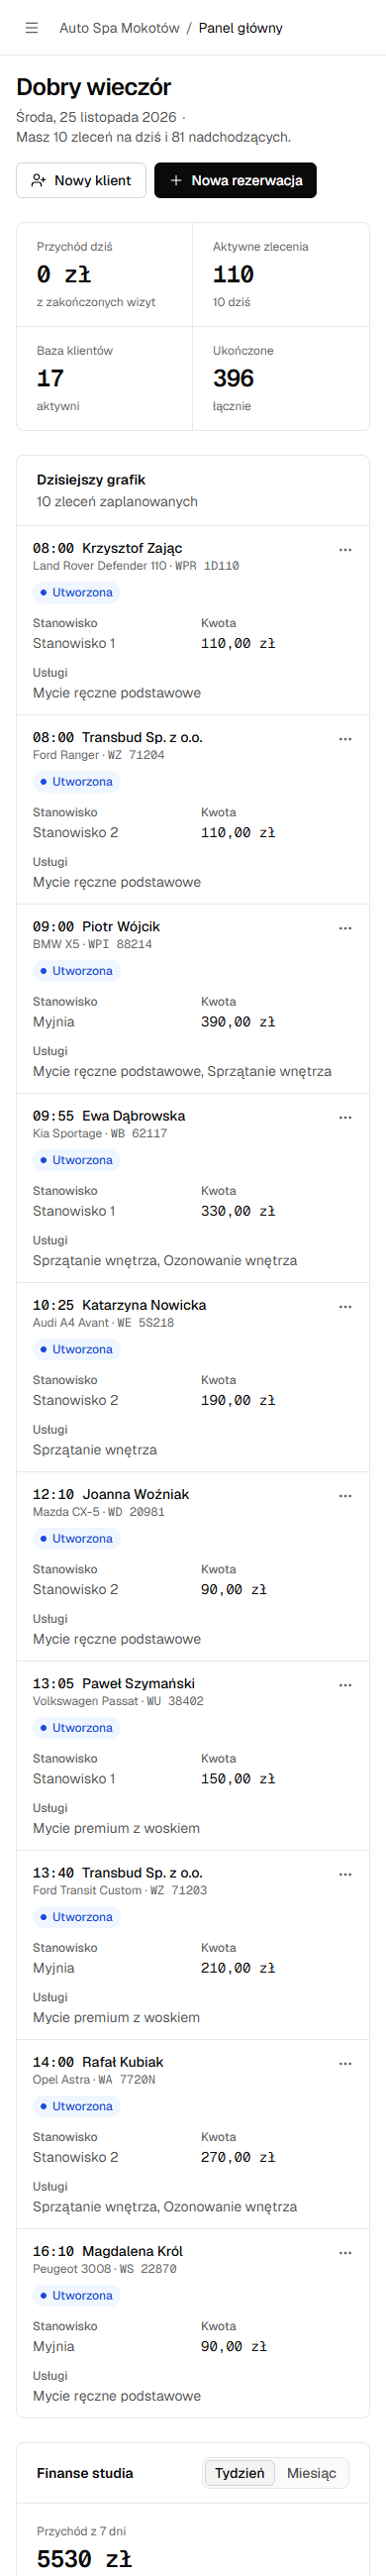 Auto Spa Mokotów / Panel główny
Dobry wieczór
Środa, 25 listopada 2026 ·
Masz 10 zleceń na dziś i 81 nadchodzących.
Nowy klient
Nowa rezerwacja
Przychód dziś
0 zł
z zakończonych wizyt
Aktywne zlecenia
110
10 dziś
Baza klientów
17
aktywni
Ukończone
396
łącznie
Dzisiejszy grafik
10 zleceń zaplanowanych
08:00 Krzysztof Zając
Land Rover Defender 110 · WPR 1D110
Utworzona
Stanowisko Kwota
Stanowisko 1 110,00 zł
Usługi
Mycie ręczne podstawowe
08:00 Transbud Sp. z o.o.
Ford Ranger · WZ 71204
Utworzona
Stanowisko Kwota
Stanowisko 2 110,00 zł
Usługi
Mycie ręczne podstawowe
09:00 Piotr Wójcik
BMW X5 · WPI 88214
Utworzona
Stanowisko Kwota
Myjnia 390,00 zł
Usługi
Mycie ręczne podstawowe, Sprzątanie wnętrza
09:55 Ewa Dąbrowska
Kia Sportage · WB 62117
Utworzona
Stanowisko Kwota
Stanowisko 1 330,00 zł
Usługi
Sprzątanie wnętrza, Ozonowanie wnętrza
10:25 Katarzyna Nowicka
Audi A4 Avant · WE 5S218
Utworzona
Stanowisko Kwota
Stanowisko 2 190,00 zł
Usługi
Sprzątanie wnętrza
12:10 Joanna Woźniak
Mazda CX-5 · WD 20981
Utworzona
Stanowisko Kwota
Stanowisko 2 90,00 zł
Usługi
Mycie ręczne podstawowe
13:05 Paweł Szymański
Volkswagen Passat · WU 38402
Utworzona
Stanowisko Kwota
Stanowisko 1 150,00 zł
Usługi
Mycie premium z woskiem
13:40 Transbud Sp. z o.o.
Ford Transit Custom · WZ 71203
Utworzona
Stanowisko Kwota
Myjnia 210,00 zł
Usługi
Mycie premium z woskiem
14:00 Rafał Kubiak
Opel Astra · WA 7720N
Utworzona
Stanowisko Kwota
Stanowisko 2 270,00 zł
Usługi
Sprzątanie wnętrza, Ozonowanie wnętrza
16:10 Magdalena Król
Peugeot 3008 · WS 22870
Utworzona
Stanowisko Kwota
Myjnia 90,00 zł
Usługi
Mycie ręczne podstawowe
Finanse studia
Tydzień Miesiąc
Przychód z 7 dni
5530 zł